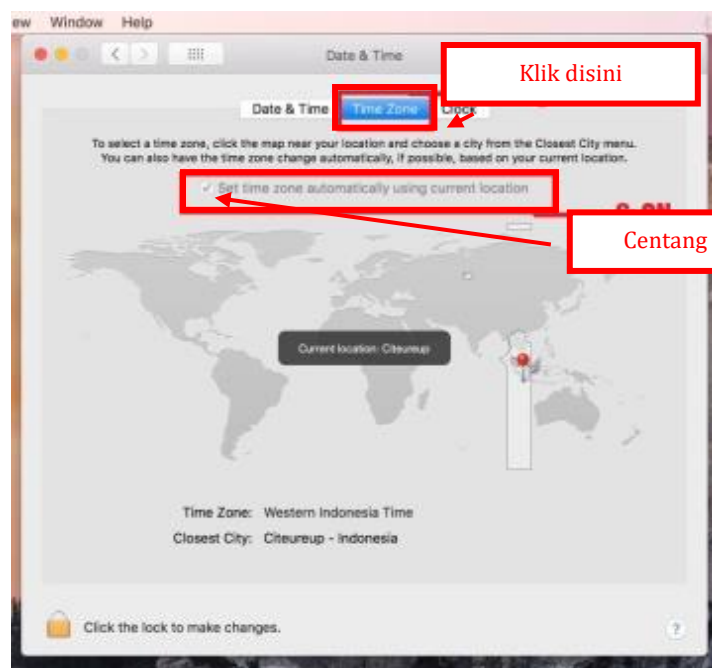 ew Window Help
Date & Time
Klik disini
Date & Time Time Zone Clock
To select a time zone, click the map near your location and choose a city from the Closest City menu.
You can also have the time zone change automatically, if possible, based on your current location.
Set time zone automatically using current location
Centang
Current location: Citeureup
Time Zone: Western Indonesia Time
Closest City: Citeureup - Indonesia
Click the lock to make changes.
?